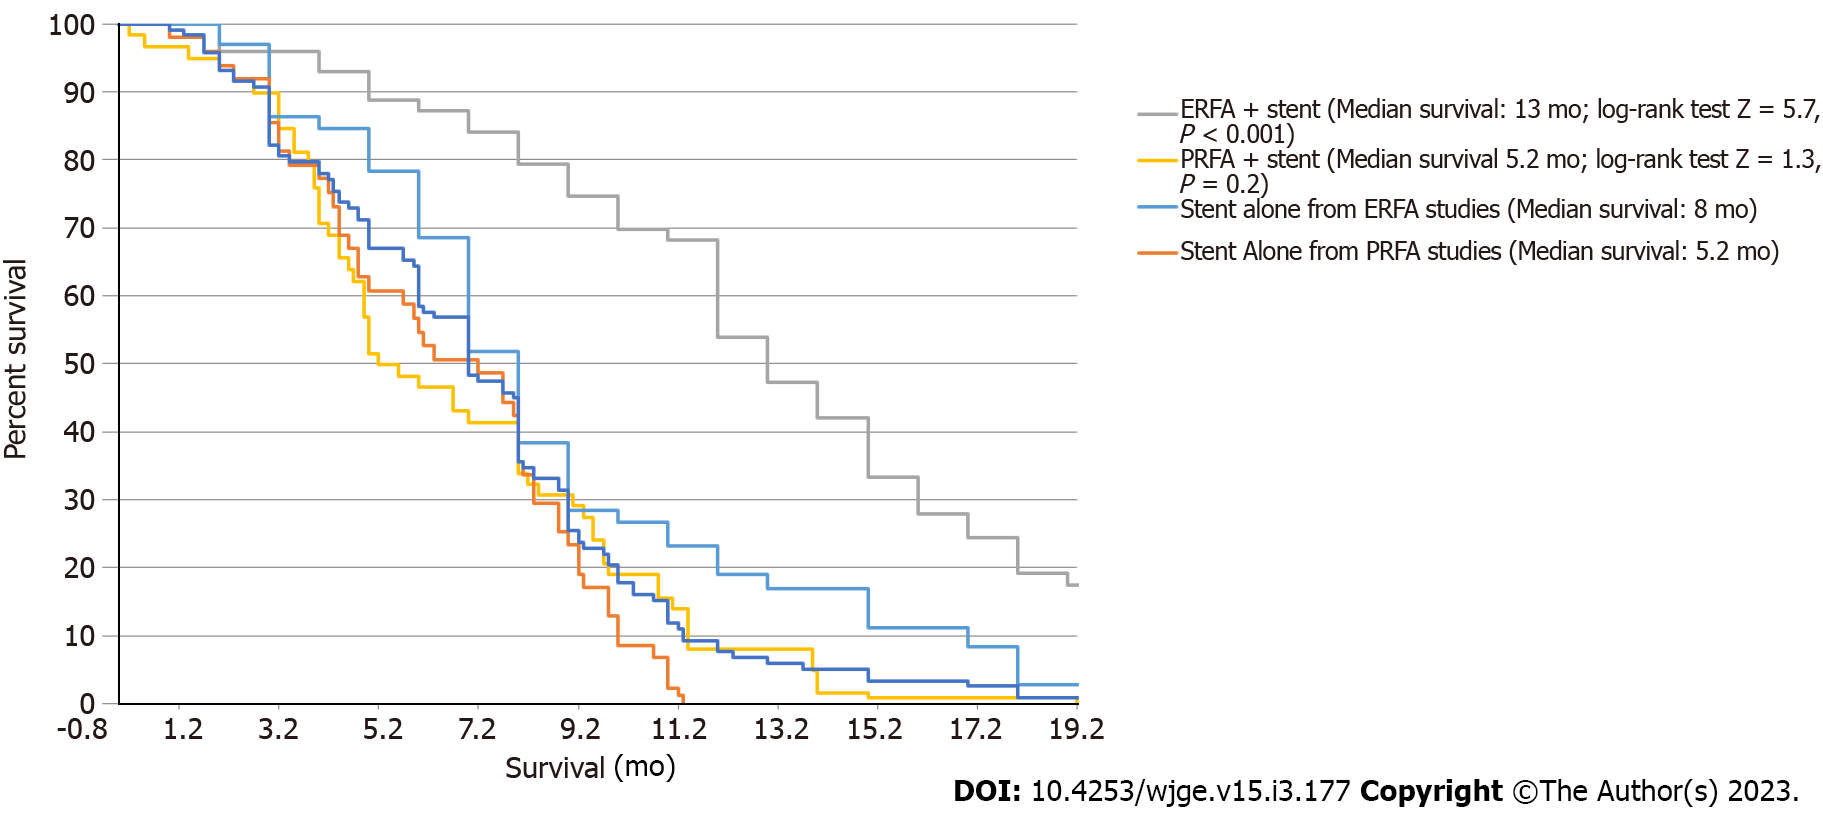 100
90
80
70
60
50
40
30
20
10
0
Percent survival
-0.8 1.2 3.2 5.2 7.2 9.2 11.2 13.2 15.2 17.2 19.2
Survival (mo)
ERFA + stent (Median survival: 13 mo; log-rank test Z = 5.7,
P < 0.001)
PRFA + stent (Median survival 5.2 mo; log-rank test Z = 1.3,
P = 0.2)
Stent alone from ERFA studies (Median survival: 8 mo)
Stent Alone from PRFA studies (Median survival: 5.2 mo)
DOI: 10.4253/wjge.v15.i3.177 Copyright ©The Author(s) 2023.